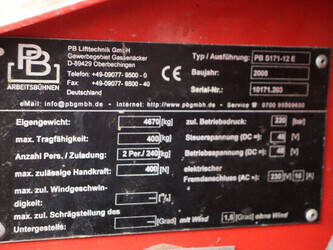 PB
ARBEITSBÜHNEN
PB Lifttechnik GmbH
Gewerbegebiet Gassenäcker
D-89429 Oberbechingen
Telefon: +49-09077- 9500 - 0
Telefax: +49-09077- 9500 - 40
Deutschland
Typ / Ausführung: PB S171-12 E
Baujahr: 2008
Serial-Nr.: 10171.203
eMail: info@pbgmbh.de - Internet: http://www.pbgmbh.de - Service
Eigengewicht: 4670 [kg]
max. Tragfähigkeit: 400 [kg]
Anzahl Pers. / Zuladung: 2 Per./ 240 [kg]
max. zulässige Handkraft: 400 [N]
max. zul. Windgeschwin-
digkeit:
max. zul. Schrägstellung des
Untergestells: [Grad] mit Wind 1,5 [Grad] ohne Wind
zul. Betriebsdruck: 220 [bar]
Steuerspannung (DC =): 48 [V]
Betriebsspannung (DC =): 48 [V]
elektrischer
Fremdanschluss (AC ≈): 230 [V] 16 [A]